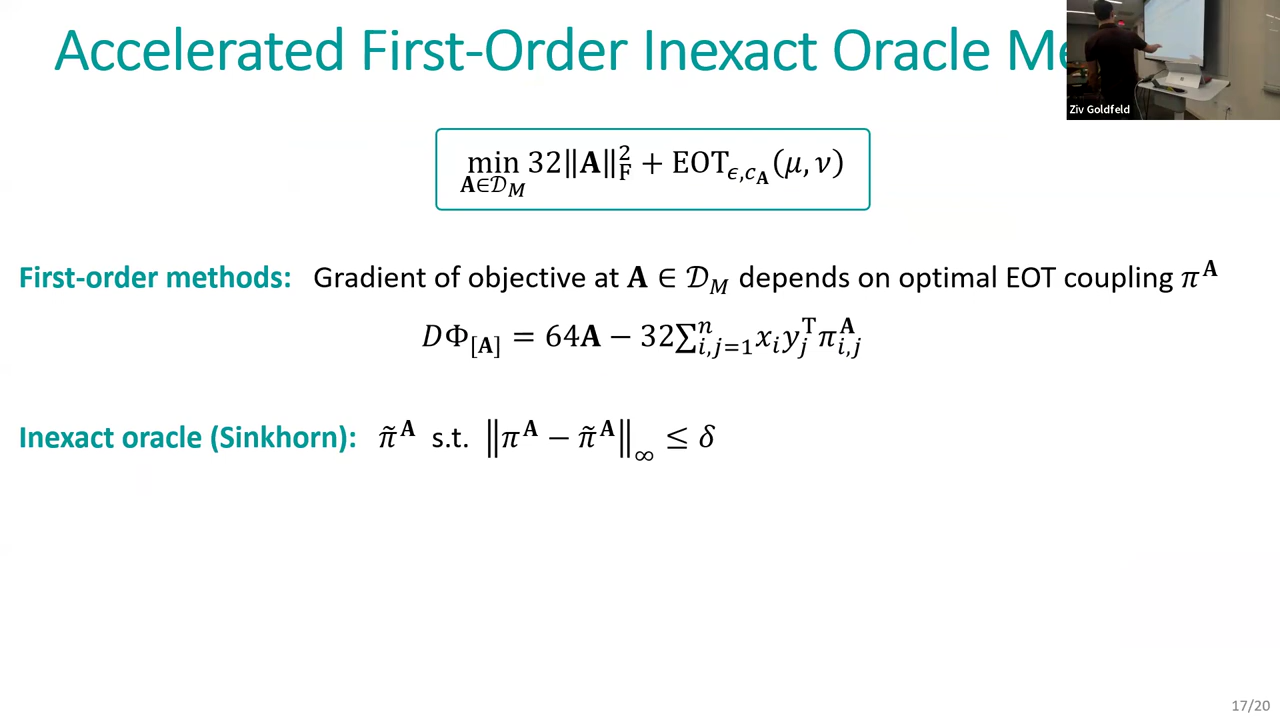 Accelerated First-Order Inexact Oracle Me
Ziv Goldfeld
min 32‖𝐀‖²_F + EOT_{ϵ,c_𝐀}(μ, ν)
𝐀∈𝒟_M
First-order methods: Gradient of objective at 𝐀 ∈ 𝒟_M depends on optimal EOT coupling π^𝐀
DΦ_[𝐀] = 64𝐀 − 32∑ⁿ_{i,j=1} x_i y_j^T π^𝐀_{i,j}
Inexact oracle (Sinkhorn): π̃^𝐀 s.t. ‖π^𝐀 − π̃^𝐀‖_∞ ≤ δ
17/20